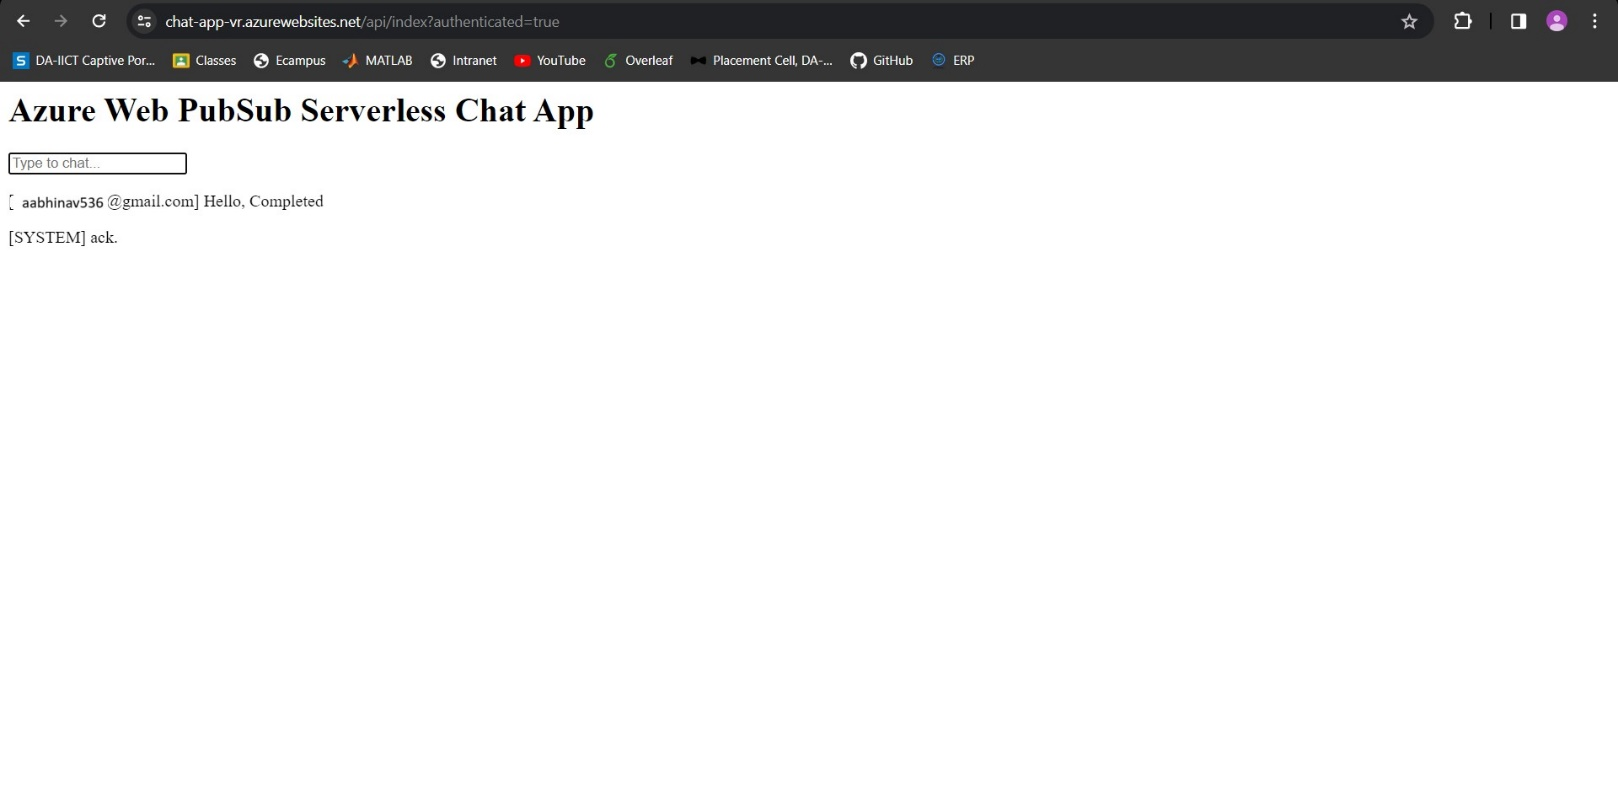 chat-app-vr.azurewebsites.net/api/index?authenticated=true
DA-IICT Captive Por... Classes Ecampus MATLAB Intranet YouTube Overleaf Placement Cell, DA-... GitHub ERP
Azure Web PubSub Serverless Chat App
Type to chat...
[ aabhinav536 @gmail.com] Hello, Completed
[SYSTEM] ack.